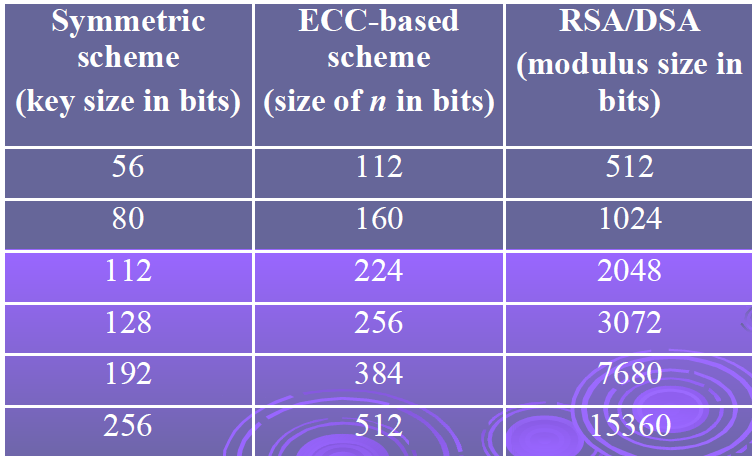 Symmetric
scheme
(key size in bits)
ECC-based
scheme
(size of n in bits)
RSA/DSA
(modulus size in
bits)
56 112 512
80 160 1024
112 224 2048
128 256 3072
192 384 7680
256 512 15360